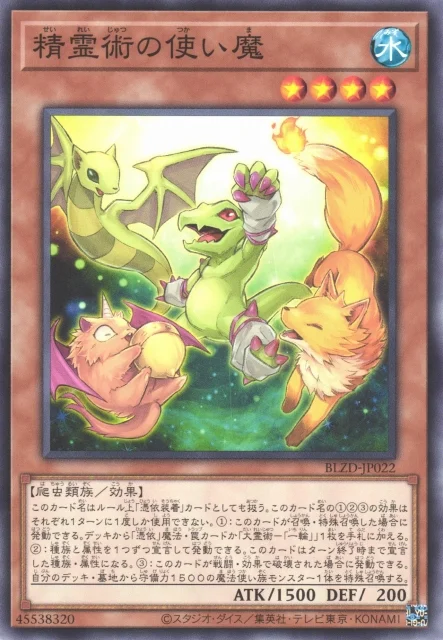 精霊術の使い魔
水
BLZD-JP022
【爬虫類族／効果】
このカード名はルール上「憑依装着」カードとしても扱う。このカード名の①②③の効果は
それぞれ1ターンに1度しか使用できない。①：このカードが召喚・特殊召喚した場合に
発動できる。デッキから「憑依」魔法・罠カードか「大霊術－「一輪」」1枚を手札に加える。
②：種族と属性を1つずつ宣言して発動できる。このカードはターン終了時まで宣言
した種族・属性になる。③：このカードが戦闘・効果で破壊された場合に発動できる。
自分のデッキ・墓地から守備力1500の魔法使い族モンスター1体を特殊召喚する。
ATK/1500 DEF/ 200
45538320
©スタジオ・ダイス／集英社・テレビ東京・KONAMI